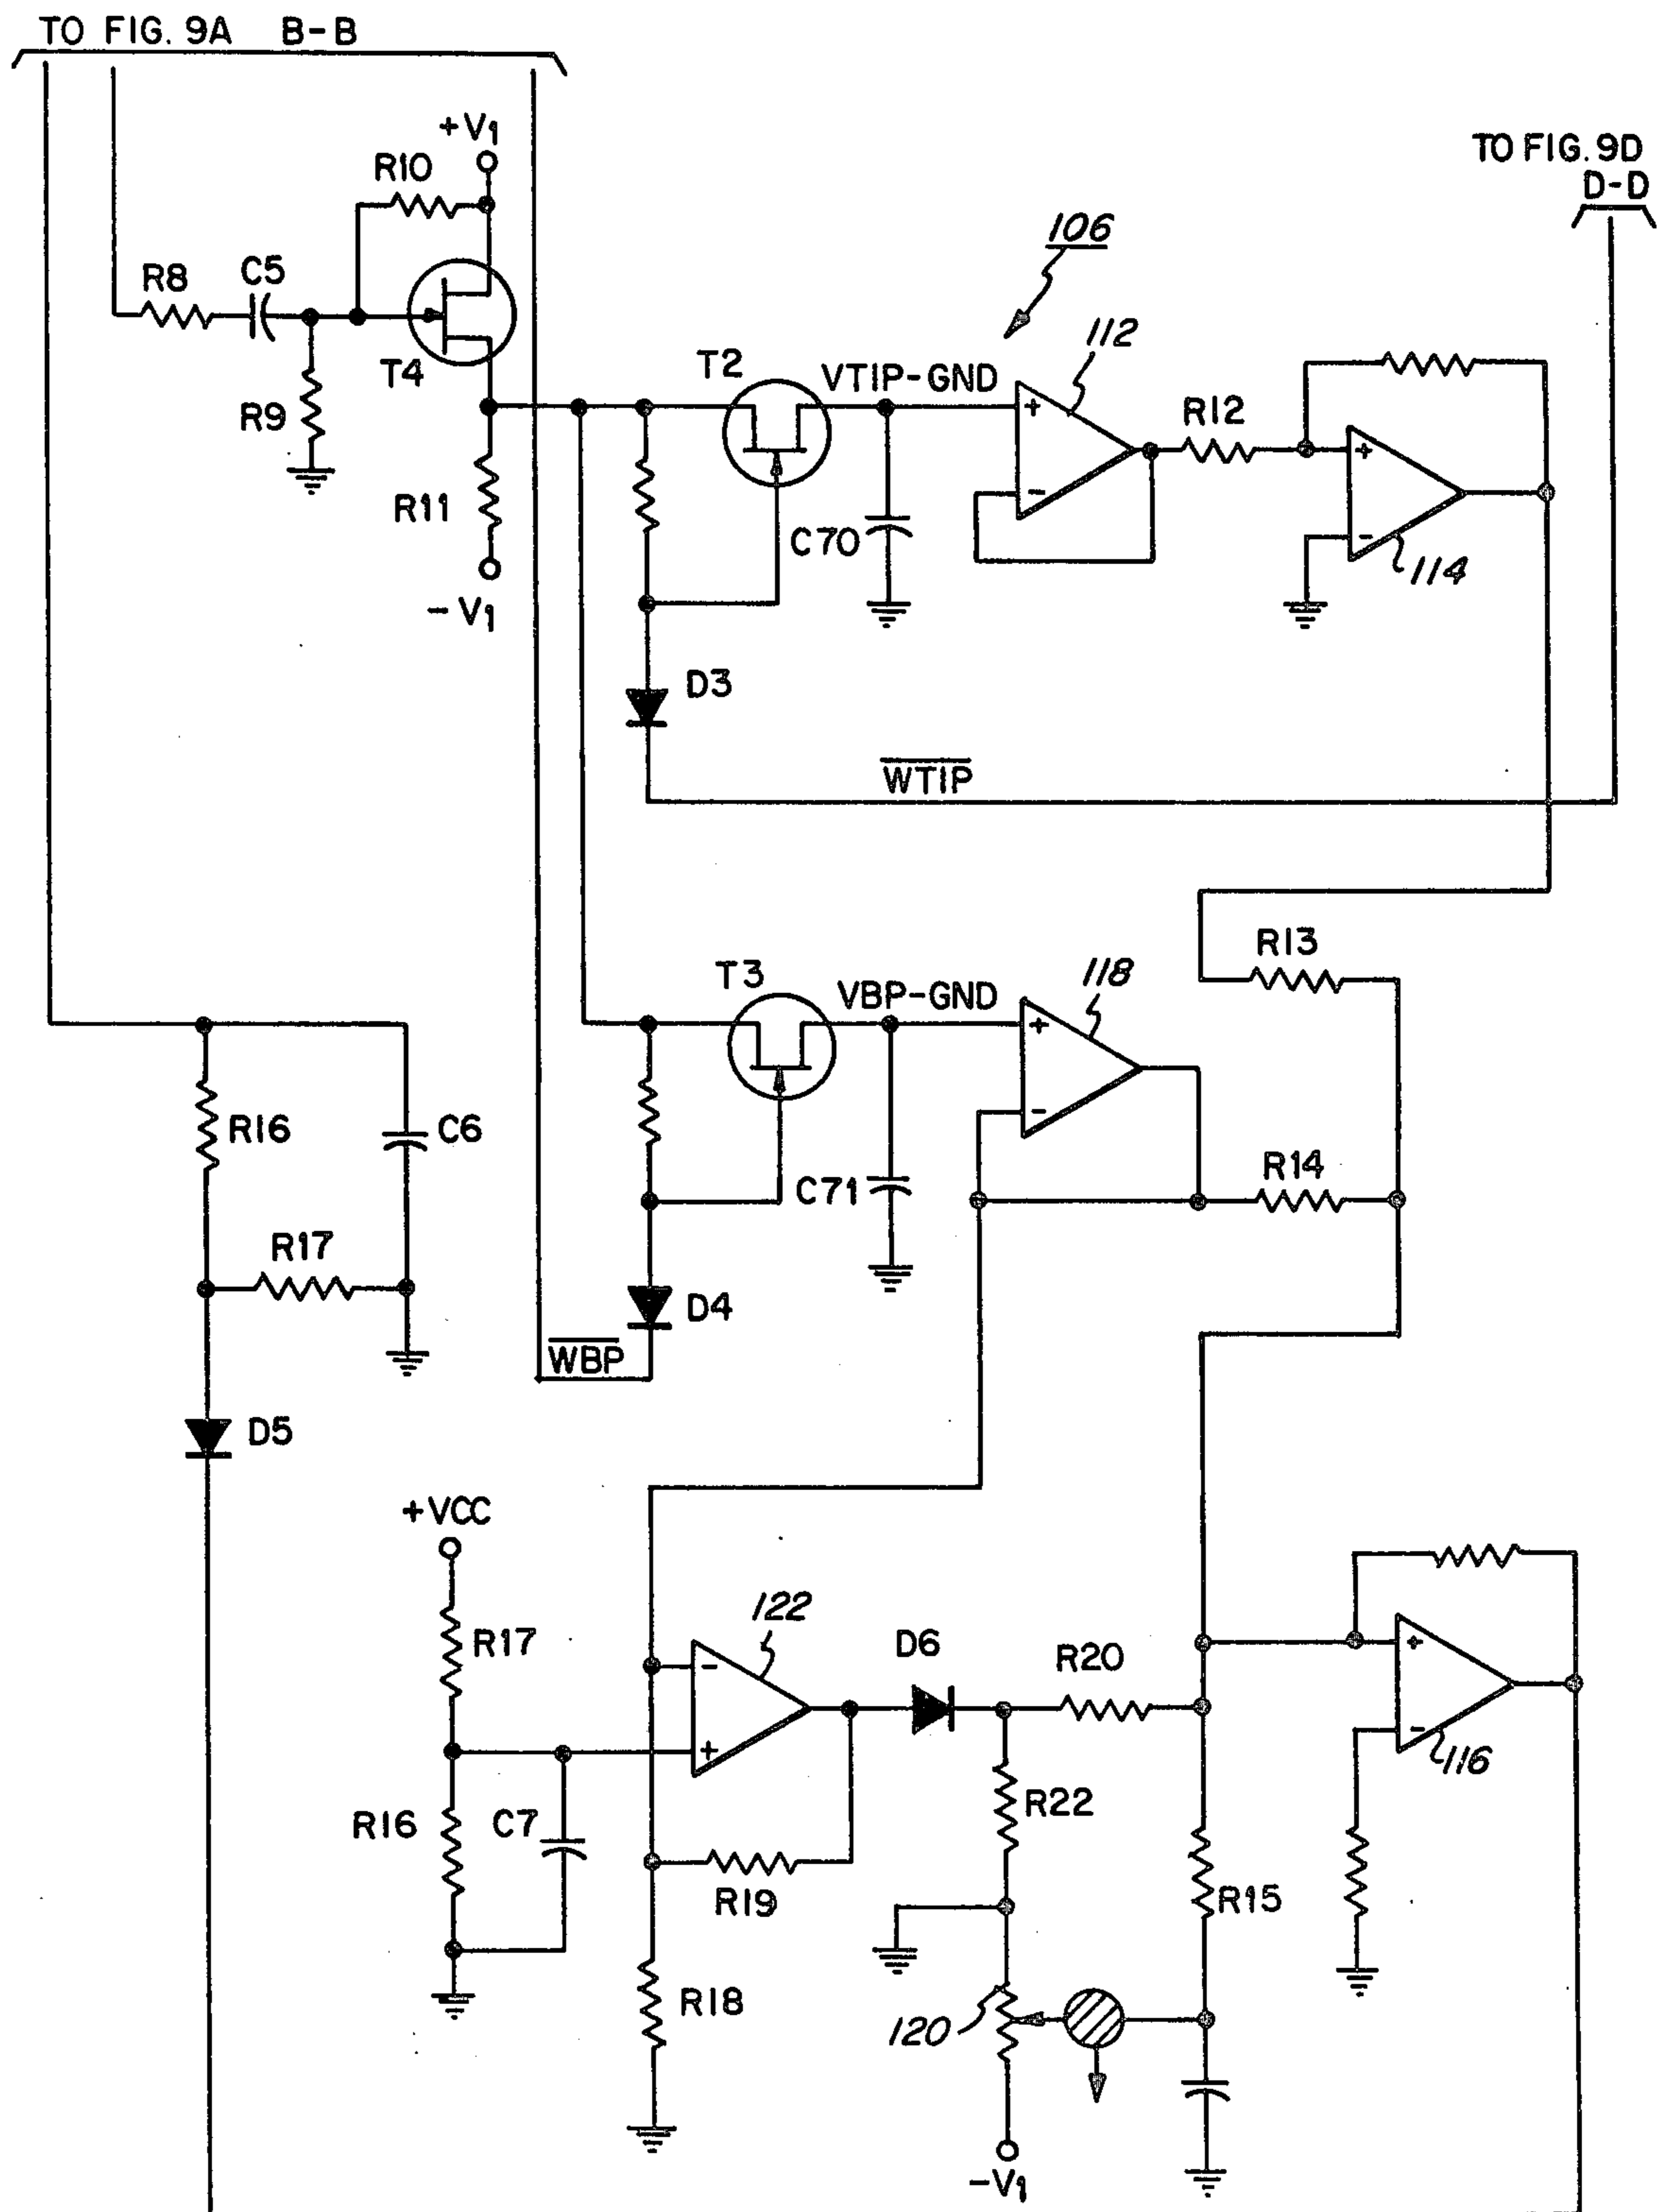 TO FIG. 9A B-B
+V1
TO FIG. 9D
D-D
R10
106
R8
C5
112
T2
VTIP-GND
T4
R9
R12
R11
C70
114
-V1
D3
WTIP
R13
T3
VBP-GND
118
R16
C6
R14
C71
R17
D4
WBP
D5
+VCC
122
R17
D6
R20
116
R16
C7
R22
R19
R15
R18
120
-V1